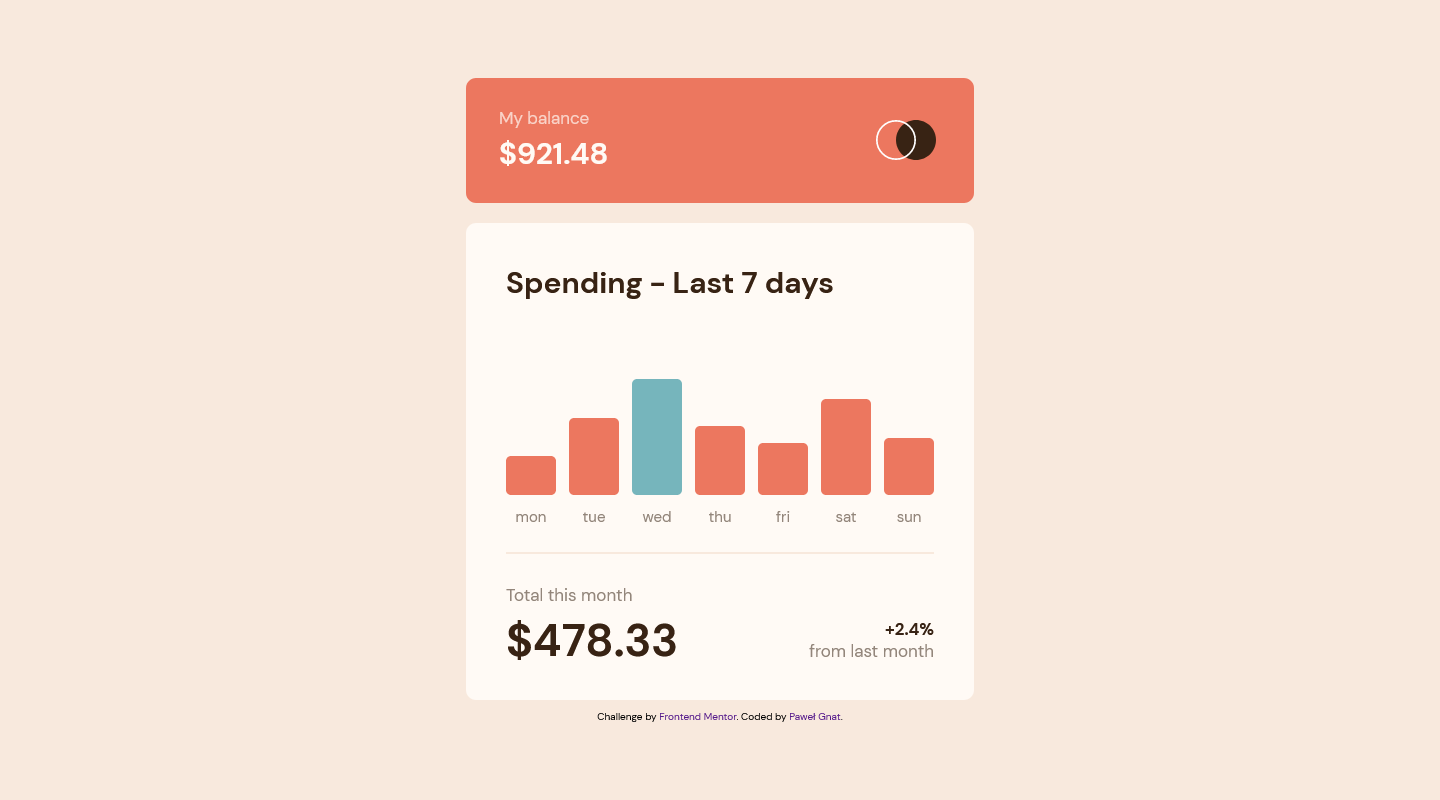 My balance
$921.48
Spending - Last 7 days
mon tue wed thu fri sat sun
Total this month
$478.33
+2.4%
from last month
Challenge by Frontend Mentor. Coded by Paweł Gnat.